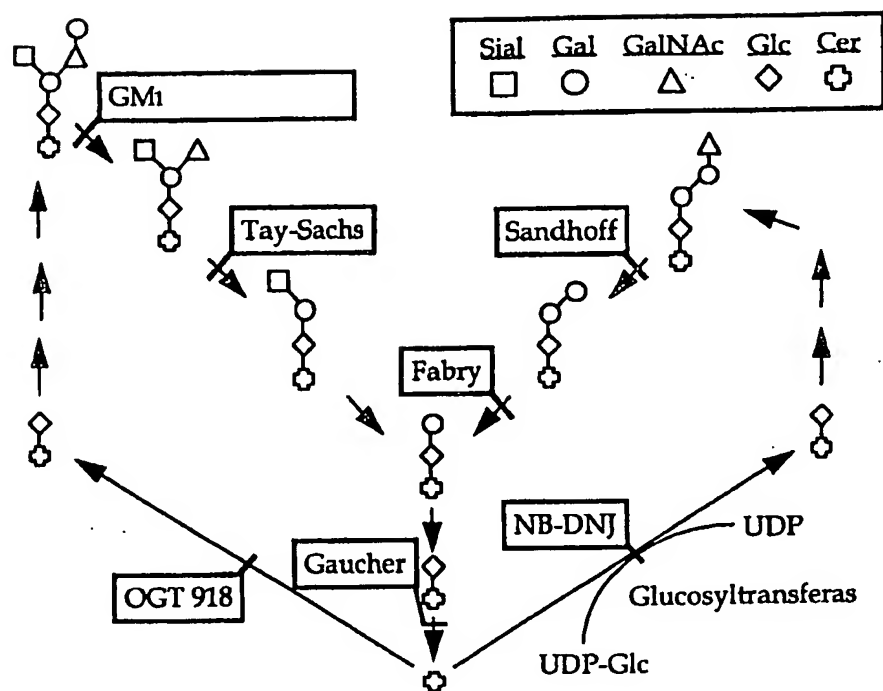 Sial Gal GalNAc Glc Cer
GM1
Tay-Sachs
Sandhoff
Fabry
NB-DNJ
UDP
Gaucher
OGT 918
Glucosyltransferas
UDP-Glc